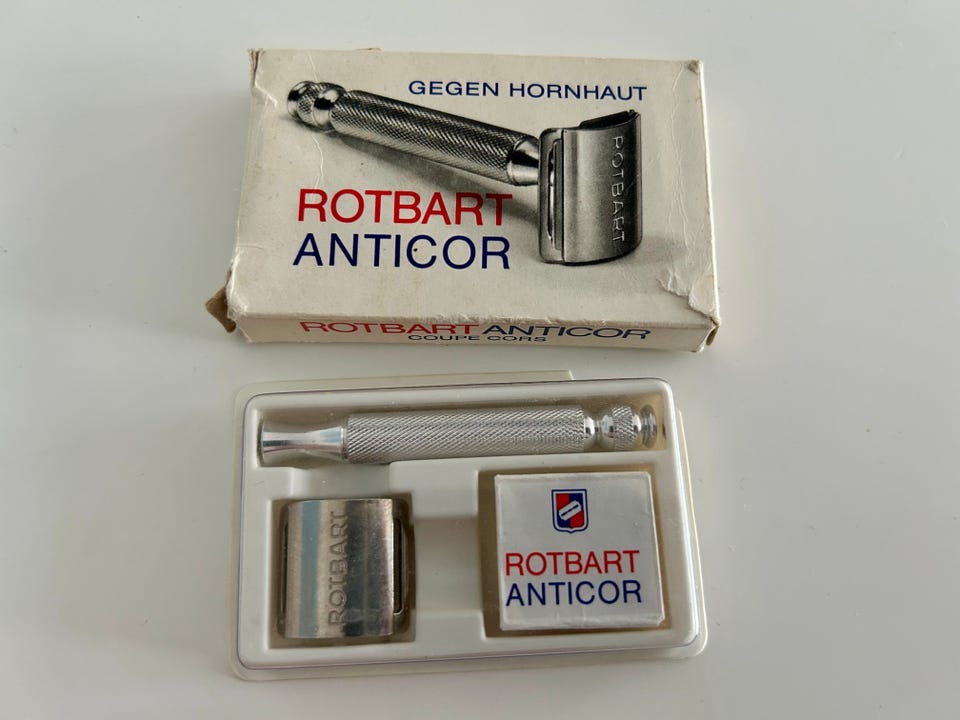 GEGEN HORNHAUT
ROTBART
ROTBART
ANTICOR
ROTBART ANTICOR
COUPE CORS
ROTBART
ROTBART
ANTICOR